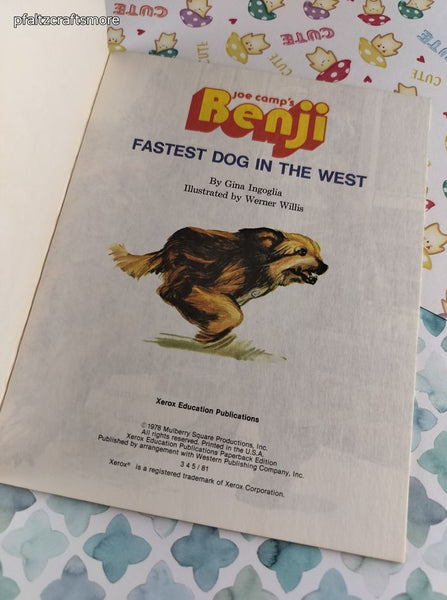 pfaltzcraftsmore
CUTE
CUTE
CUTE
CUTE
joe camp's
Benji
FASTEST DOG IN THE WEST
By Gina Ingoglia
Illustrated by Werner Willis
Xerox Education Publications
©1978 Mulberry Square Productions, Inc.
All rights reserved. Printed in the U.S.A.
Xerox Education Publications Paperback Edition
Published by arrangement with Western Publishing Company, Inc.
3 4 5 / 81
Xerox® is a registered trademark of Xerox Corporation.